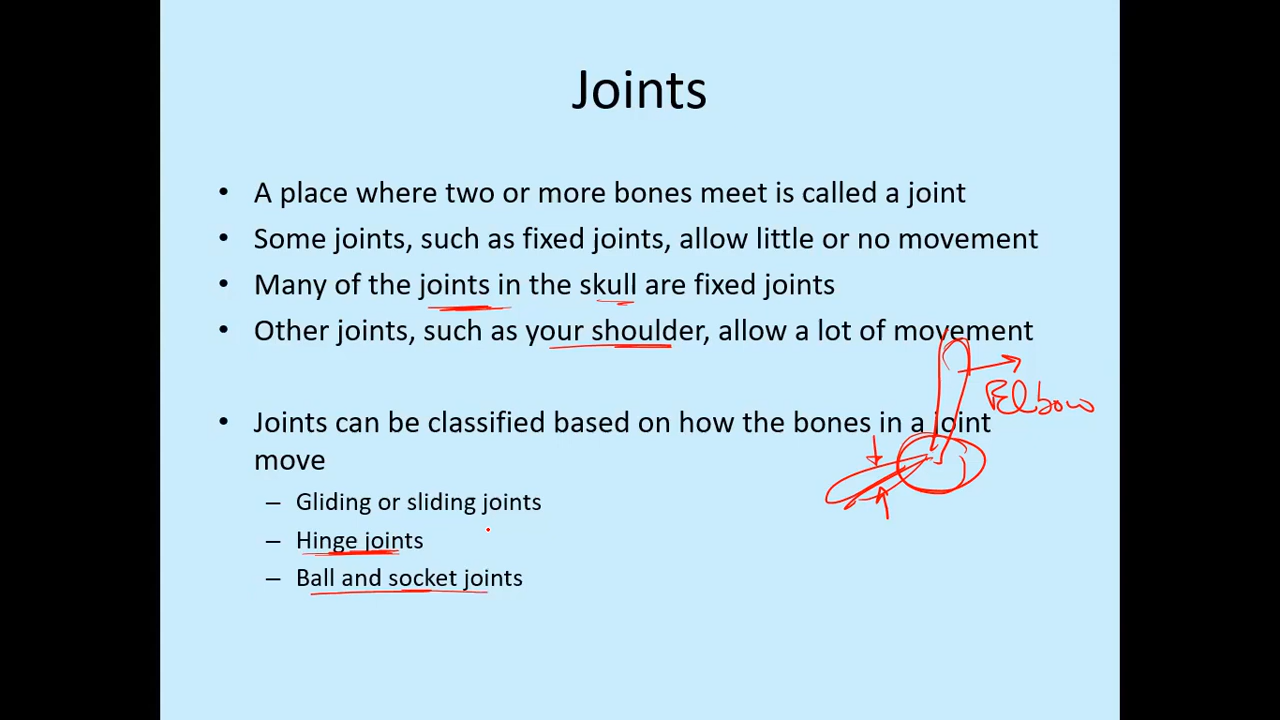 Joints
• A place where two or more bones meet is called a joint
• Some joints, such as fixed joints, allow little or no movement
• Many of the joints in the skull are fixed joints
• Other joints, such as your shoulder, allow a lot of movement
Elbow
• Joints can be classified based on how the bones in a joint
move
– Gliding or sliding joints
– Hinge joints
– Ball and socket joints